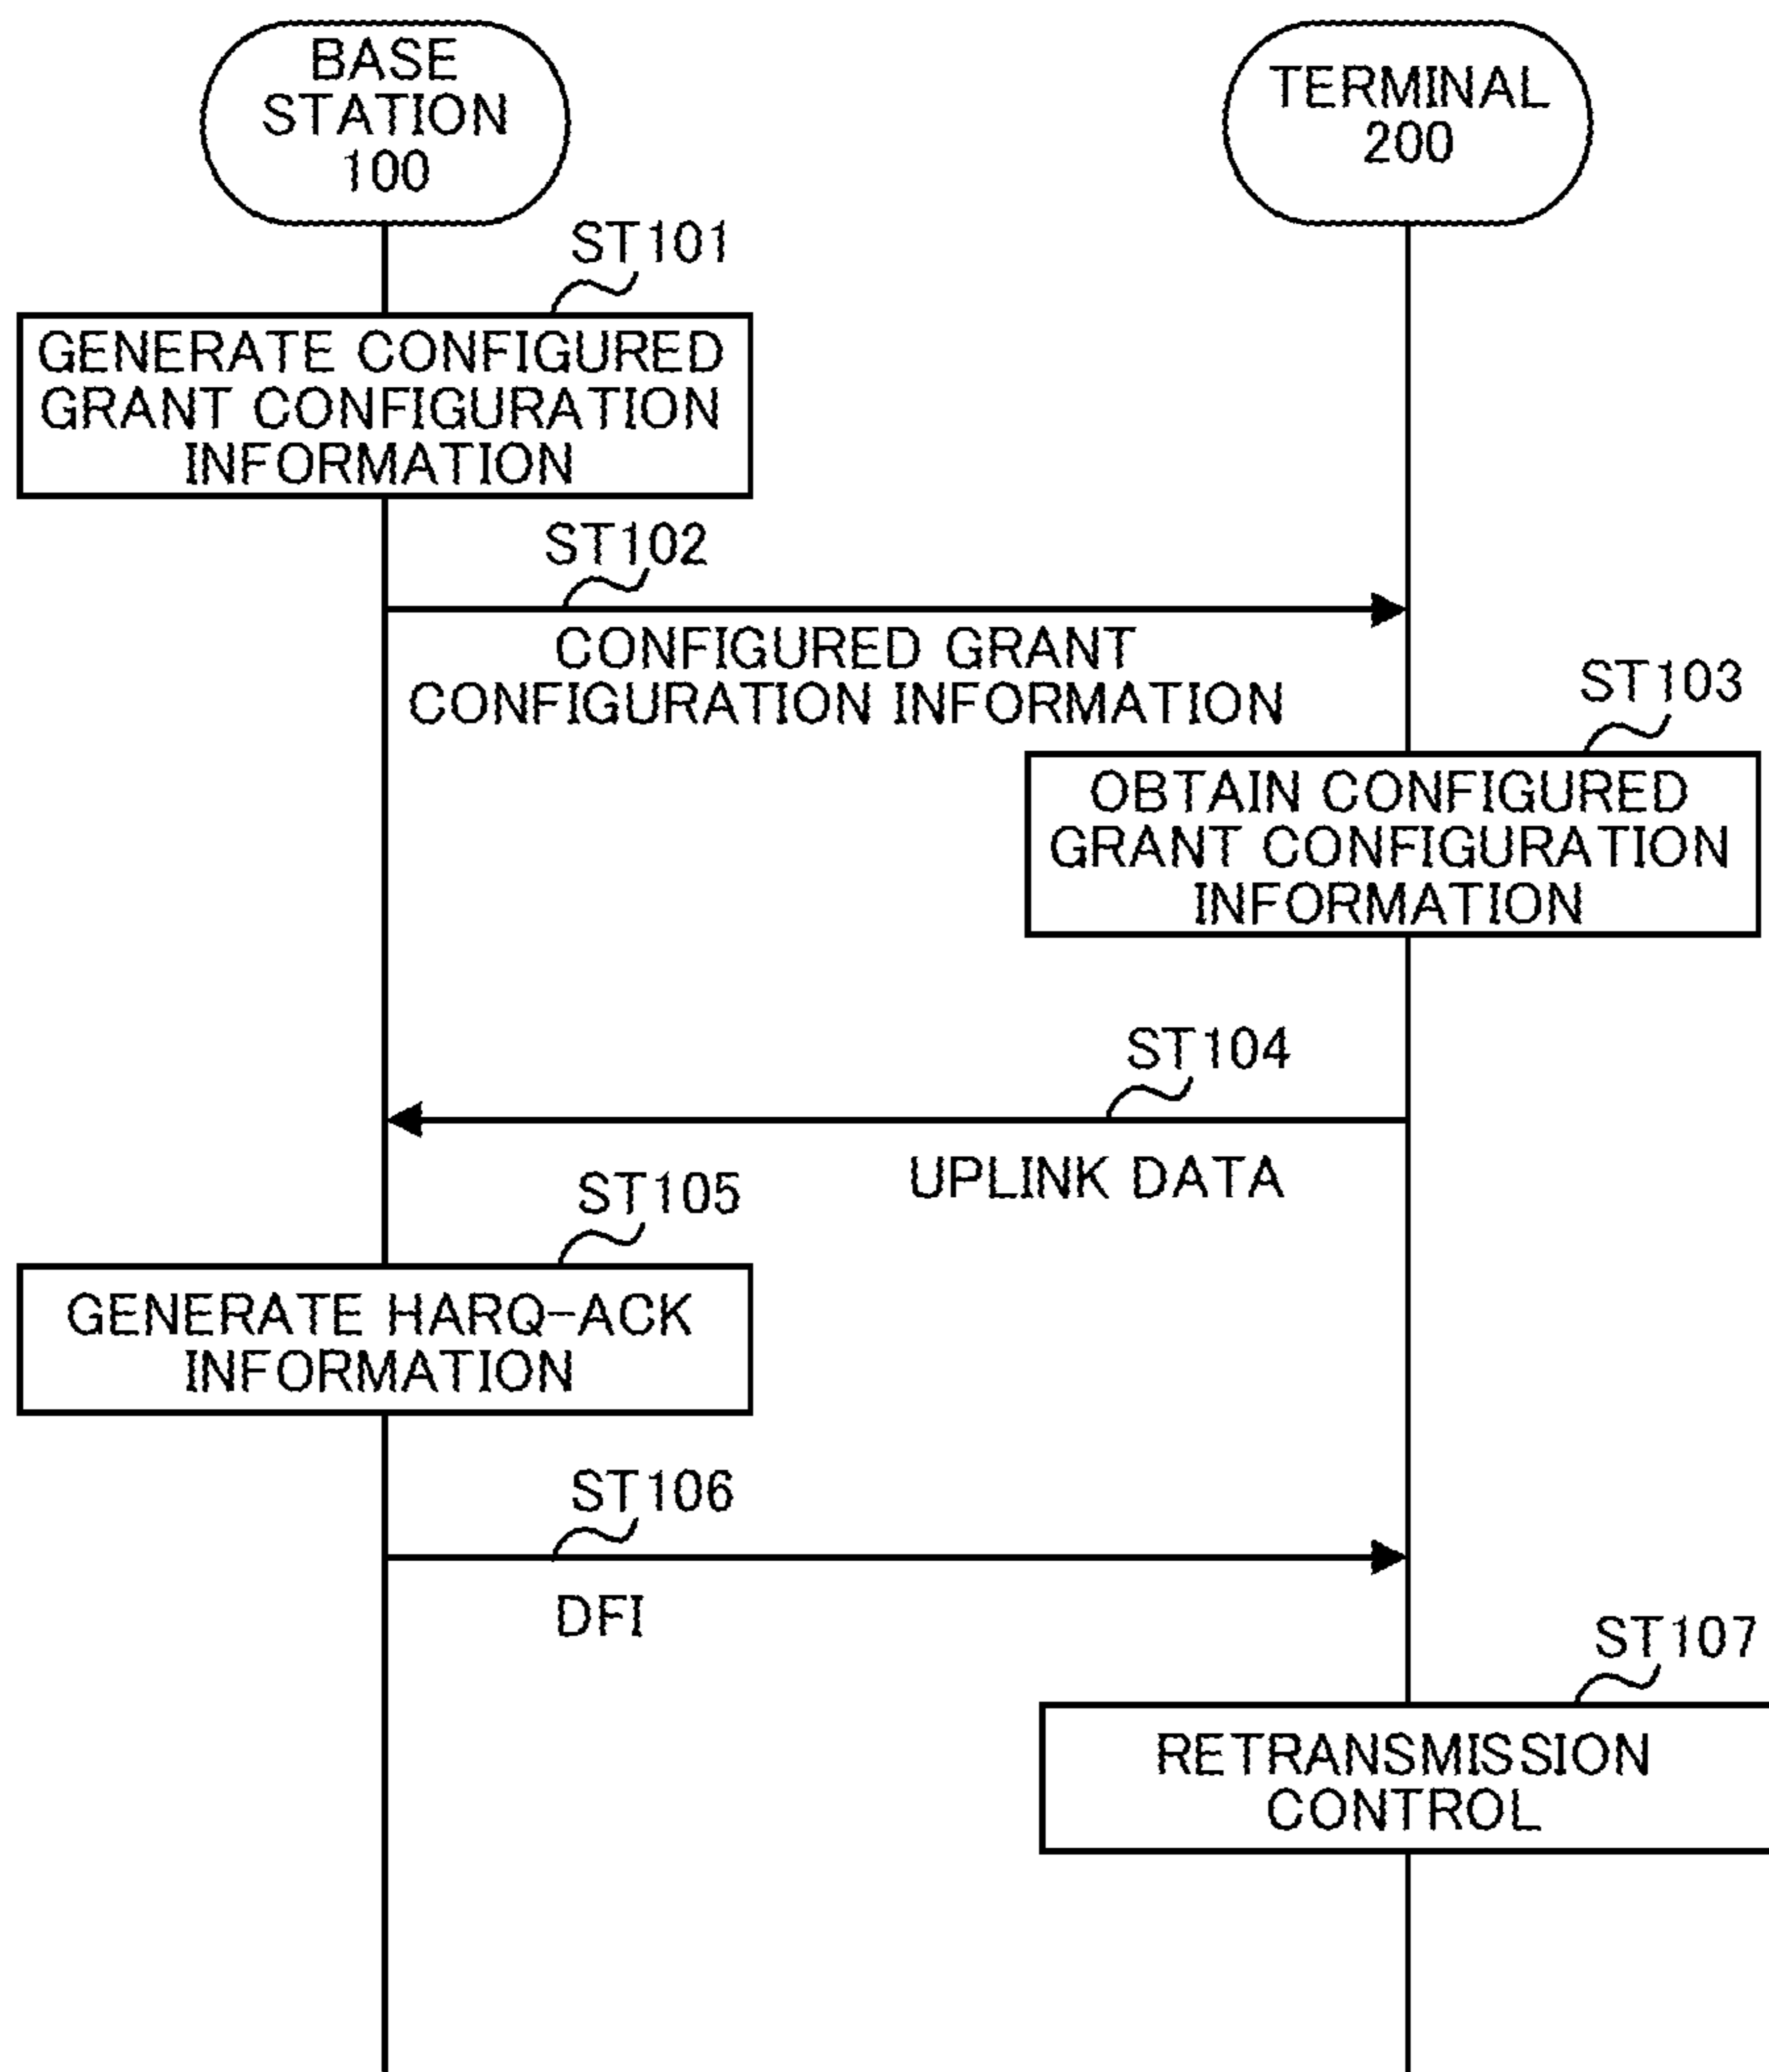 BASE
STATION
100
TERMINAL
200
ST101
GENERATE CONFIGURED
GRANT CONFIGURATION
INFORMATION
ST102
CONFIGURED GRANT
CONFIGURATION INFORMATION
ST103
OBTAIN CONFIGURED
GRANT CONFIGURATION
INFORMATION
ST104
UPLINK DATA
ST105
GENERATE HARQ-ACK
INFORMATION
ST106
DFI
ST107
RETRANSMISSION
CONTROL